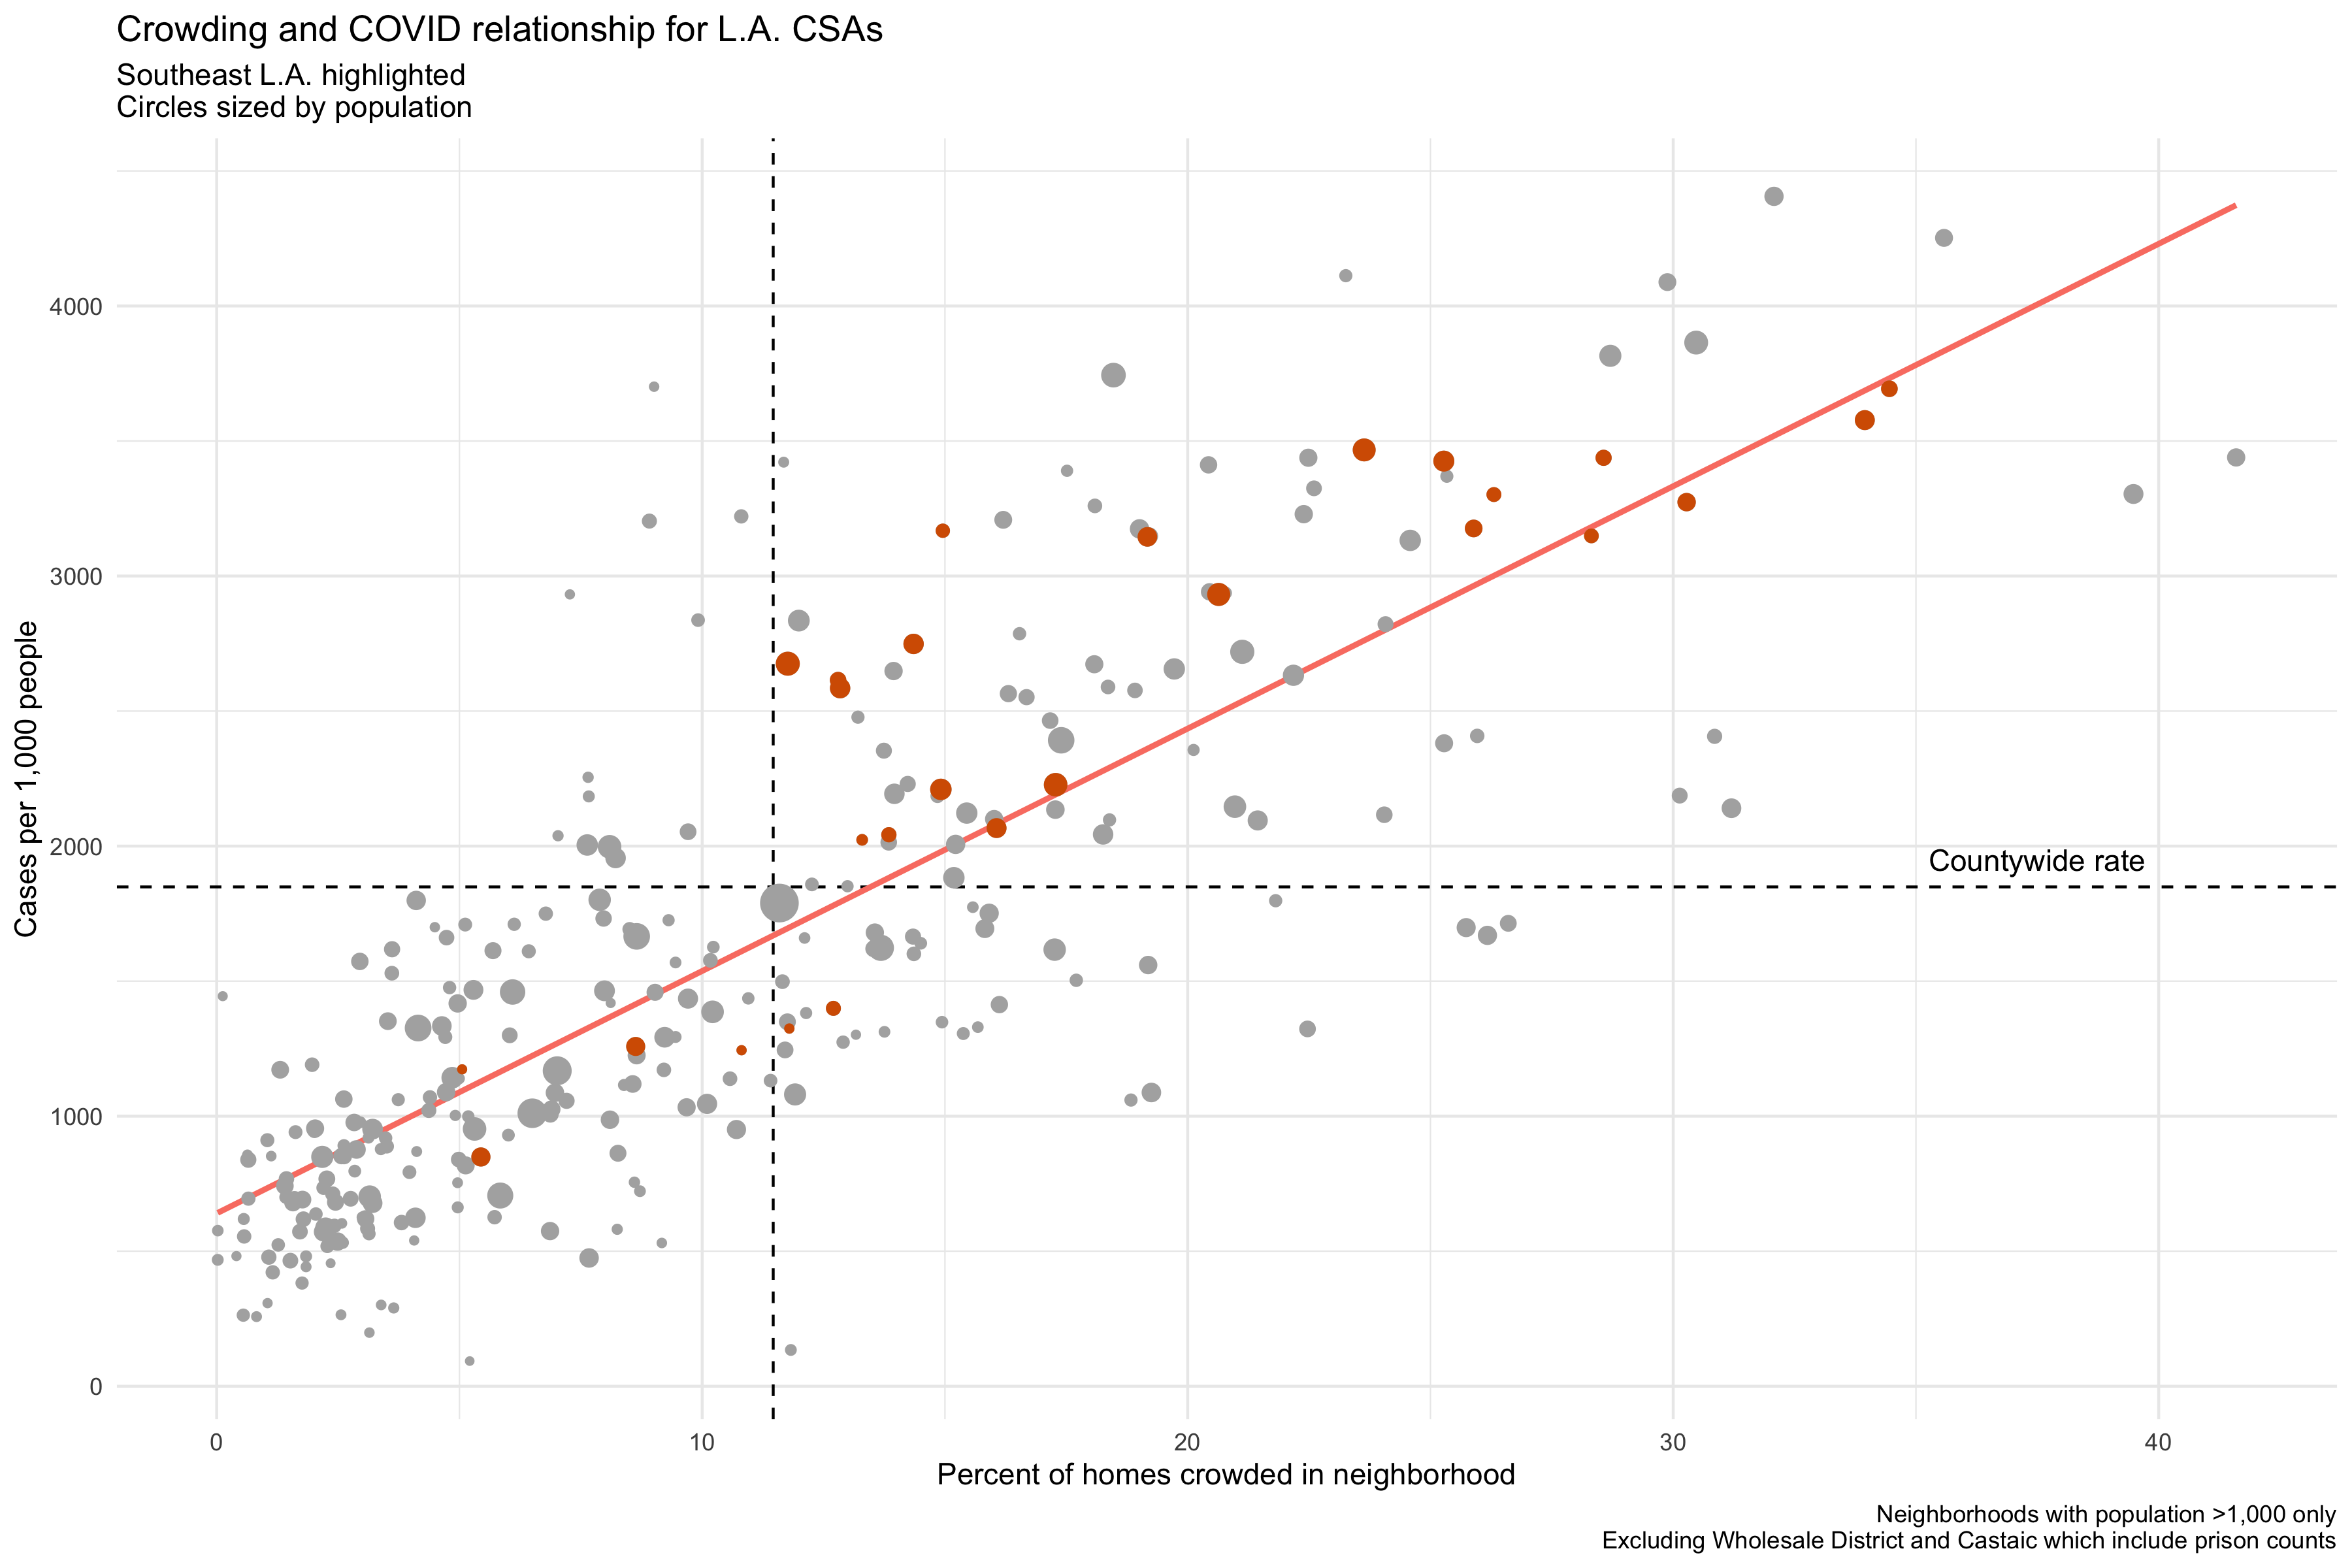 Crowding and COVID relationship for L.A. CSAs
Southeast L.A. highlighted
Circles sized by population
Cases per 1,000 people
4000
3000
2000
1000
0
Countywide rate
0
10
20
30
40
Percent of homes crowded in neighborhood
Neighborhoods with population >1,000 only
Excluding Wholesale District and Castaic which include prison counts